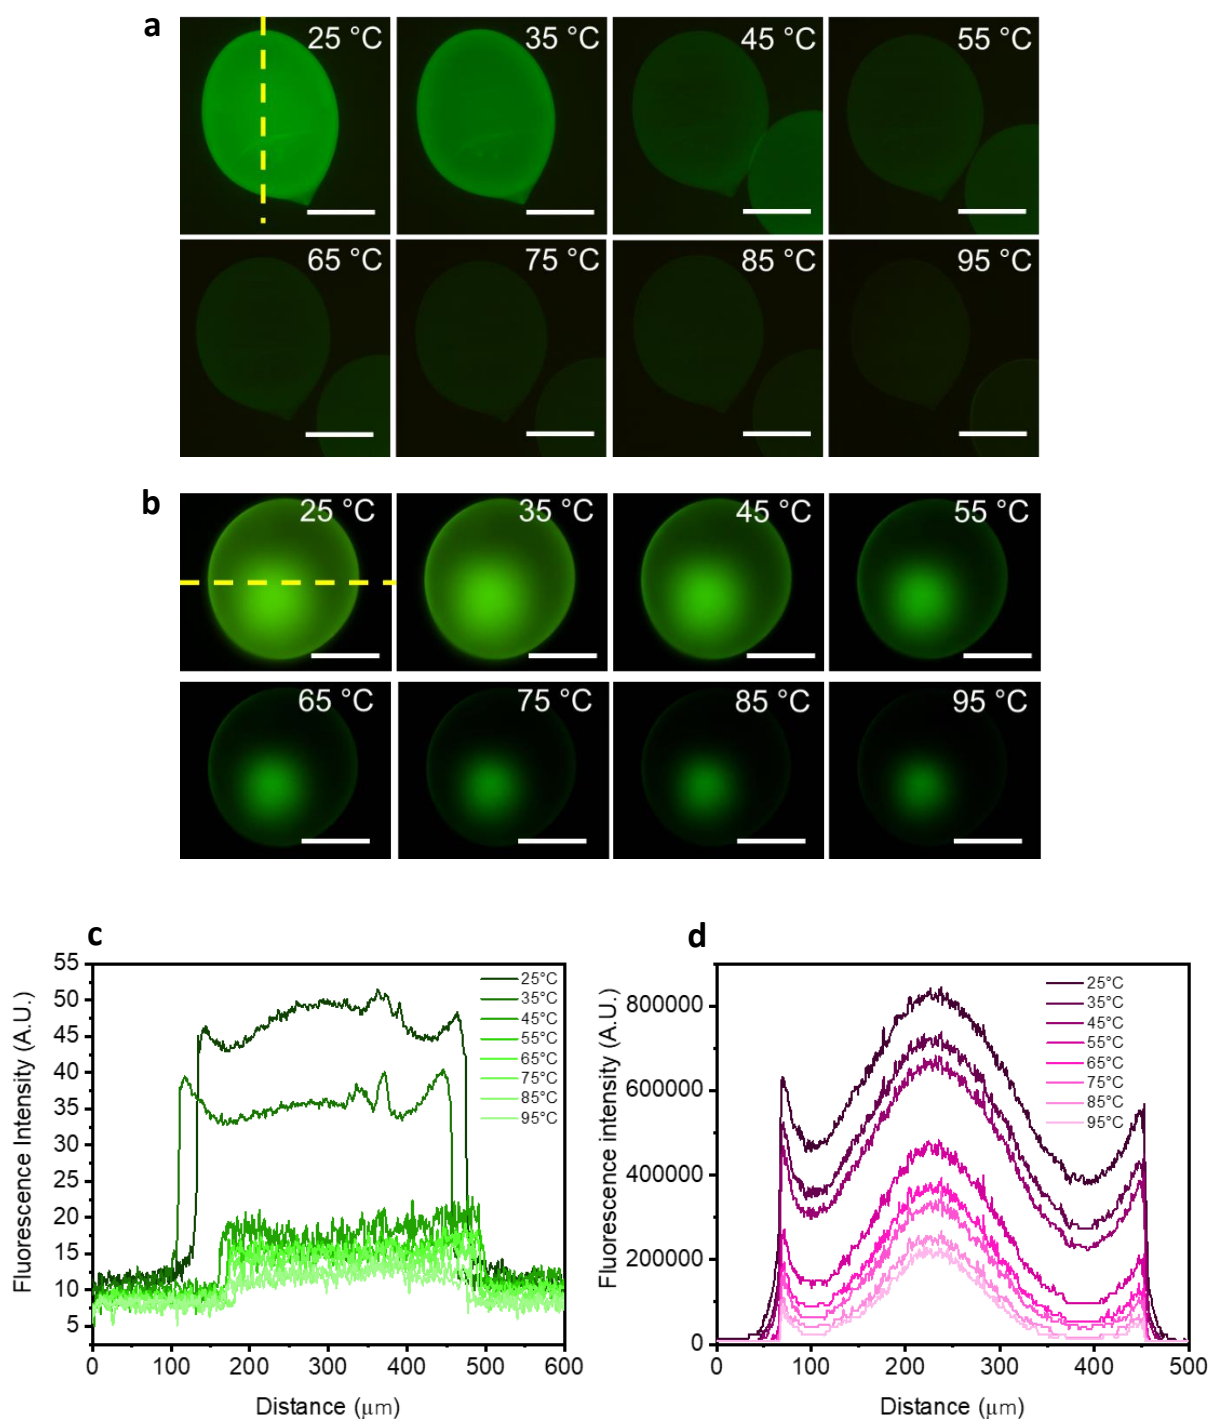 a
25 °C
35 °C
45 °C
55 °C
65 °C
75 °C
85 °C
95 °C
b
25 °C
35 °C
45 °C
55 °C
65 °C
75 °C
85 °C
95 °C
c
55
50
45
40
35
30
25
20
15
10
5
0
100
200
300
400
500
600
Fluorescence Intensity (A.U.)
Distance (μm)
25°C
35°C
45°C
55°C
65°C
75°C
85°C
95°C
d
800000
600000
400000
200000
0
0
100
200
300
400
500
Fluorescence intensity (A.U.)
Distance (μm)
25°C
35°C
45°C
55°C
65°C
75°C
85°C
95°C